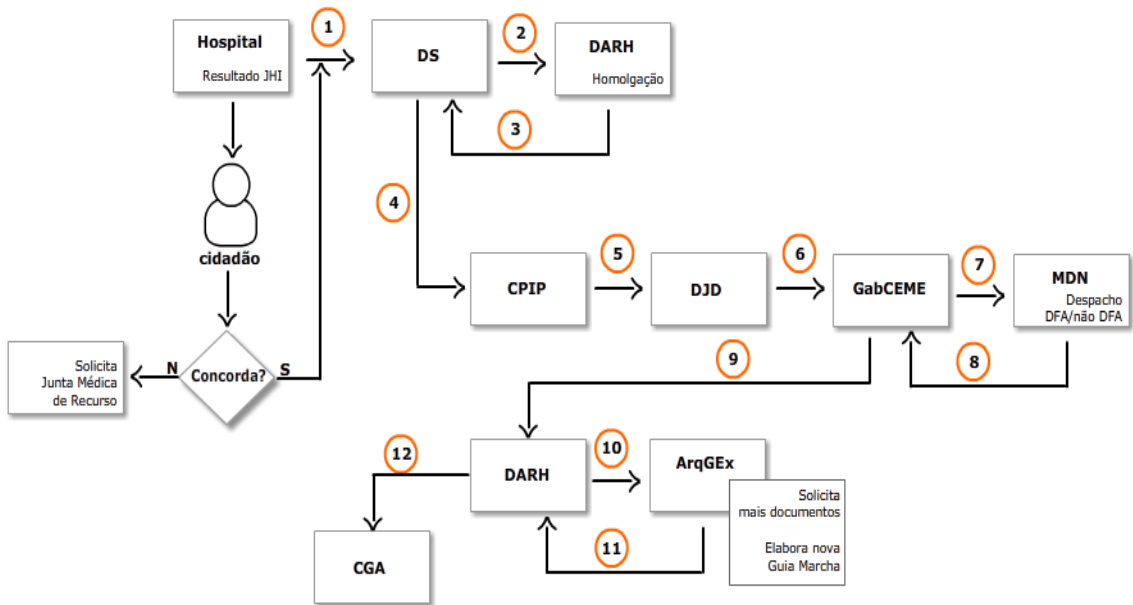 Hospital
Resultado JHI
1
DS
2
DARH
Homolgação
3
4
cidadão
CPIP
5
DJD
6
GabCEME
7
MDN
Despacho
DFA/não DFA
8
9
Concorda?
N
S
Solicita
Junta Médica
de Recurso
12
DARH
10
ArqGEx
Solicita
mais documentos
Elabora nova
Guia Marcha
11
CGA